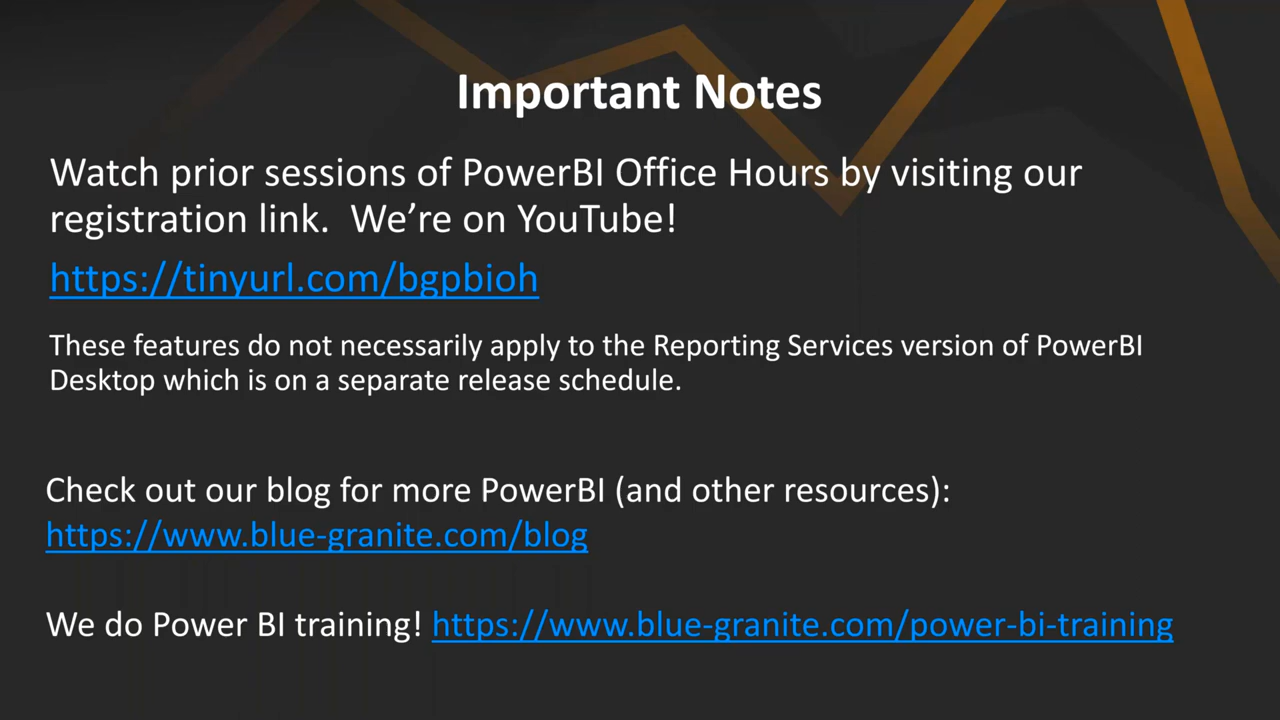 Important Notes
Watch prior sessions of PowerBI Office Hours by visiting our
registration link.  We’re on YouTube!
https://tinyurl.com/bgpbioh
These features do not necessarily apply to the Reporting Services version of PowerBI
Desktop which is on a separate release schedule.
Check out our blog for more PowerBI (and other resources):
https://www.blue-granite.com/blog
We do Power BI training! https://www.blue-granite.com/power-bi-training